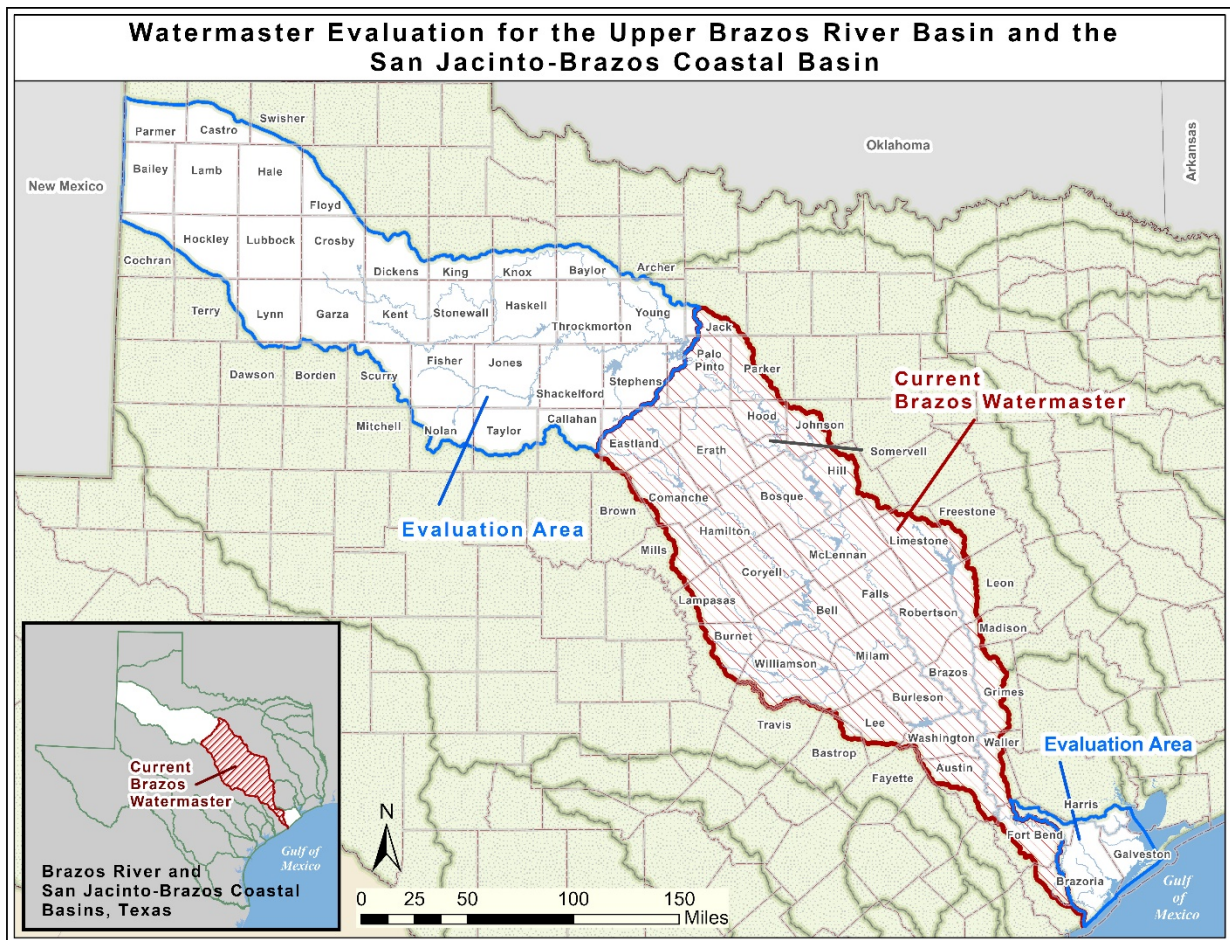 Watermaster Evaluation for the Upper Brazos River Basin and the
San Jacinto-Brazos Coastal Basin
Oklahoma
Arkansas
New Mexico
Parmer
Castro
Swisher
Bailey
Lamb
Hale
Floyd
Cochran
Hockley
Lubbock
Crosby
Dickens
King
Knox
Baylor
Archer
Terry
Lynn
Garza
Kent
Stonewall
Haskell
Throckmorton
Young
Jack
Dawson
Borden
Scurry
Fisher
Jones
Shackelford
Stephens
Palo
Pinto
Parker
Mitchell
Nolan
Taylor
Callahan
Eastland
Erath
Hood
Johnson
Somervell
Hill
Current
Brazos Watermaster
Evaluation Area
Comanche
Brown
Bosque
Freestone
Limestone
Mills
Hamilton
McLennan
Coryell
Falls
Leon
Lampasas
Bell
Robertson
Madison
Burnet
Williamson
Milam
Brazos
Grimes
Burleson
Travis
Lee
Washington
Waller
Bastrop
Austin
Fayette
Evaluation Area
Harris
Fort Bend
Galveston
Brazoria
Gulf
of
Mexico
Current
Brazos
Watermaster
Gulf of
Mexico
Brazos River and
San Jacinto-Brazos Coastal
Basins, Texas
N
0 25 50 100 150
Miles